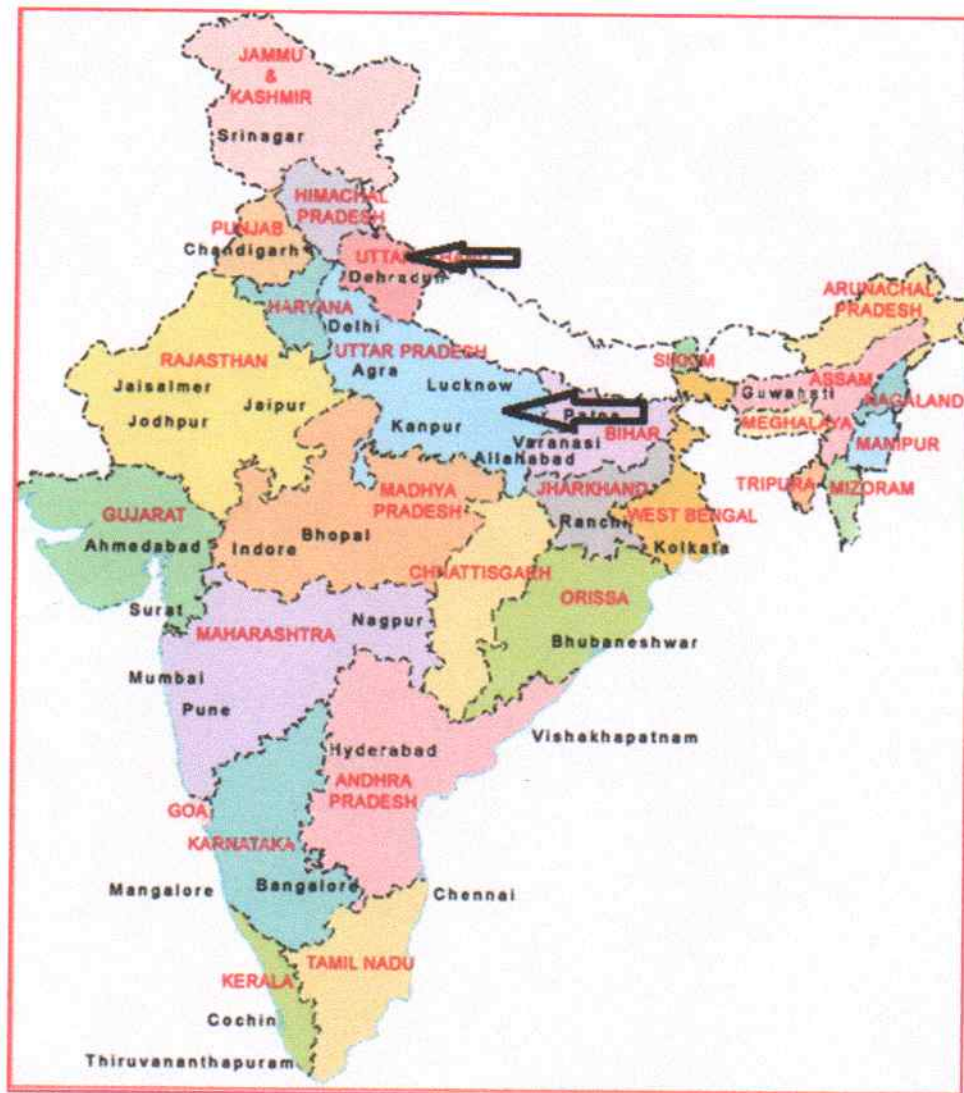 JAMMU
&
KASHMIR
Srinagar
HIMACHAL
PRADESH
PUNJAB
Chandigarh
Dehradun
HARYANA
Delhi
UTTAR PRADESH
Agra
Lucknow
Kanpur
Varanasi
Allahabad
RAJASTHAN
Jaisalmer
Jaipur
Jodhpur
ARUNACHAL
PRADESH
SIKKIM
ASSAM
Guwahati
NAGALAND
MEGHALAYA
MANIPUR
TRIPURA
MIZORAM
Patna
BIHAR
JHARKHAND
Ranchi
WEST BENGAL
Kolkata
GUJARAT
Ahmedabad
Surat
MADHYA
PRADESH
Bhopal
Indore
CHHATTISGARH
ORISSA
Bhubaneshwar
MAHARASHTRA
Nagpur
Mumbai
Pune
Hyderabad
Vishakhapatnam
ANDHRA
PRADESH
GOA
KARNATAKA
Mangalore
Bangalore
Chennai
TAMIL NADU
KERALA
Cochin
Thiruvananthapuram